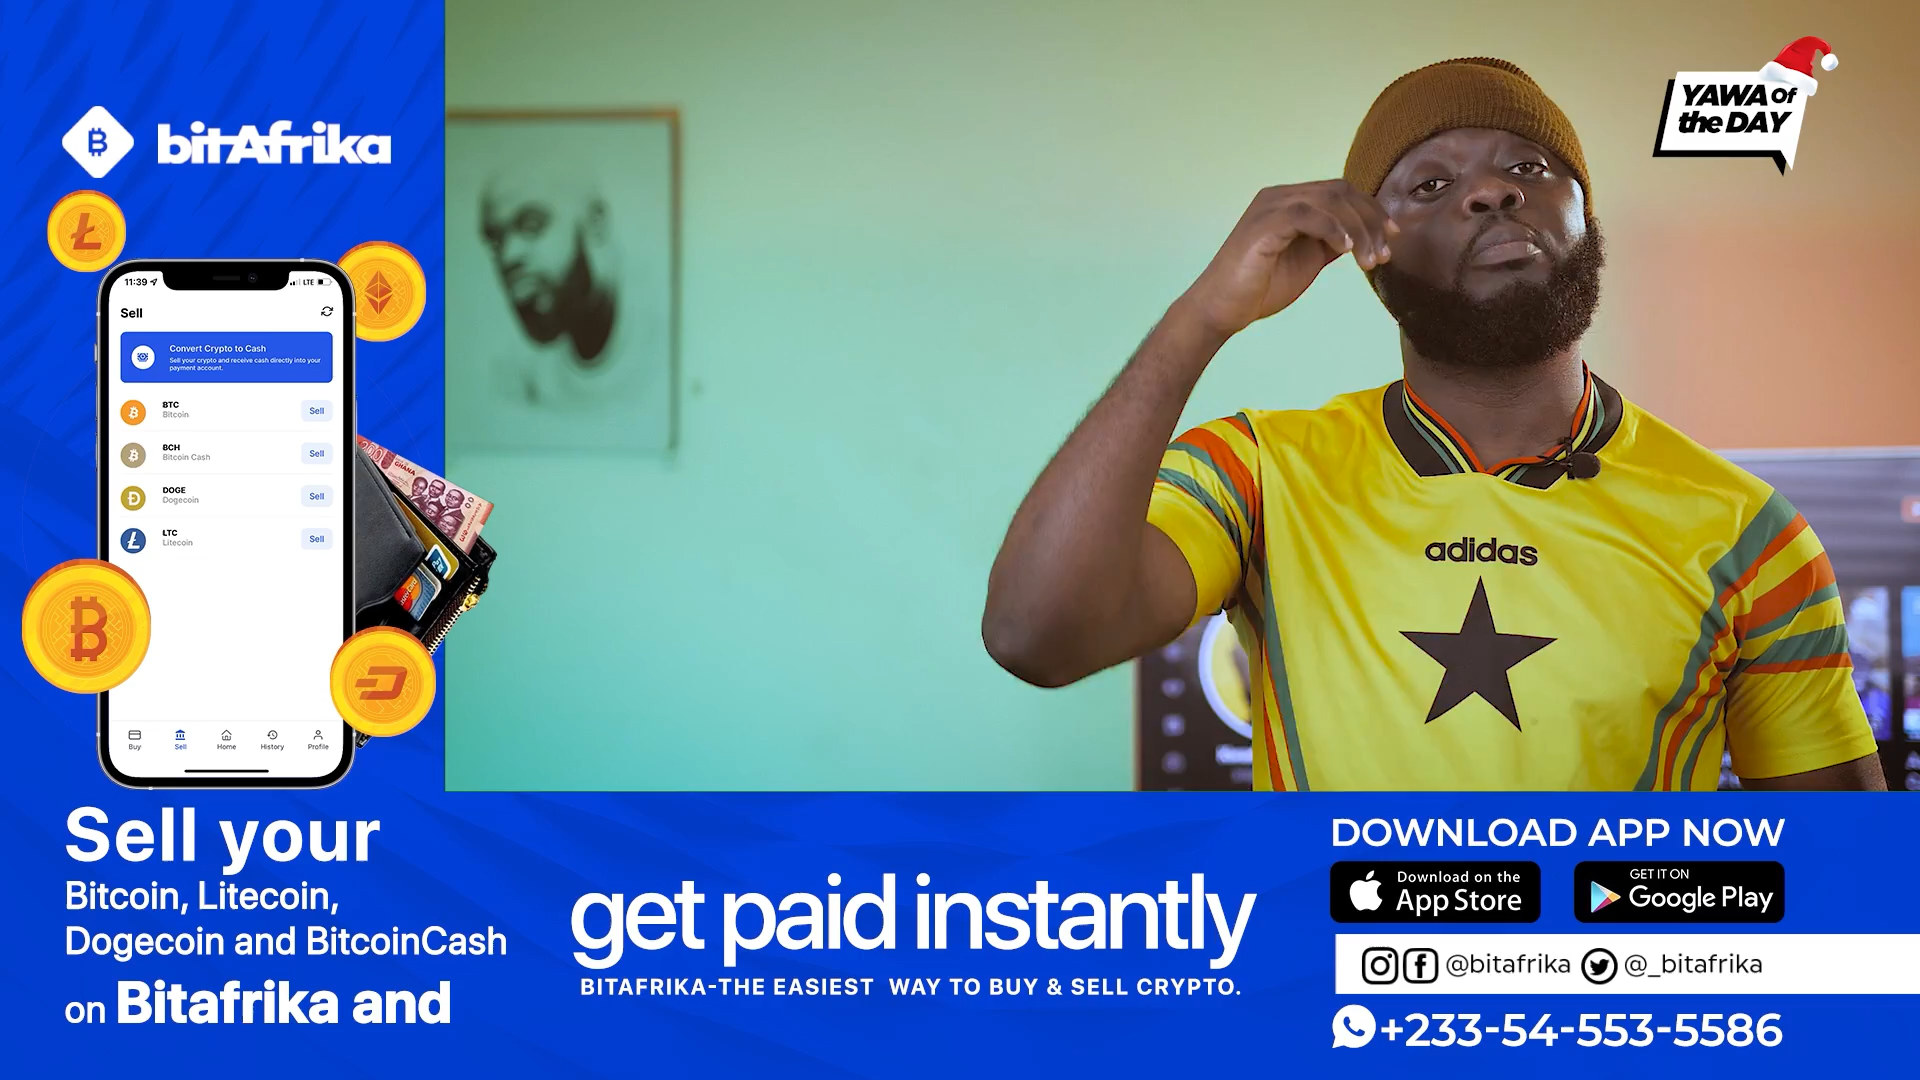 bitAfrika
YAWA of
the DAY
11:39
LTE
Sell
Convert Crypto to Cash
Sell your crypto and receive cash directly into your
payment account.
BTC
Bitcoin
Sell
BCH
Bitcoin Cash
Sell
DOGE
Dogecoin
Sell
LTC
Litecoin
Sell
GHANA
Buy
Sell
Home
History
Profile
adidas
Sell your
Bitcoin, Litecoin,
Dogecoin and BitcoinCash
on Bitafrika and
get paid instantly
BITAFRIKA-THE EASIEST WAY TO BUY & SELL CRYPTO.
DOWNLOAD APP NOW
Download on the
App Store
GET IT ON
Google Play
@bitafrika @_bitafrika
+233-54-553-5586